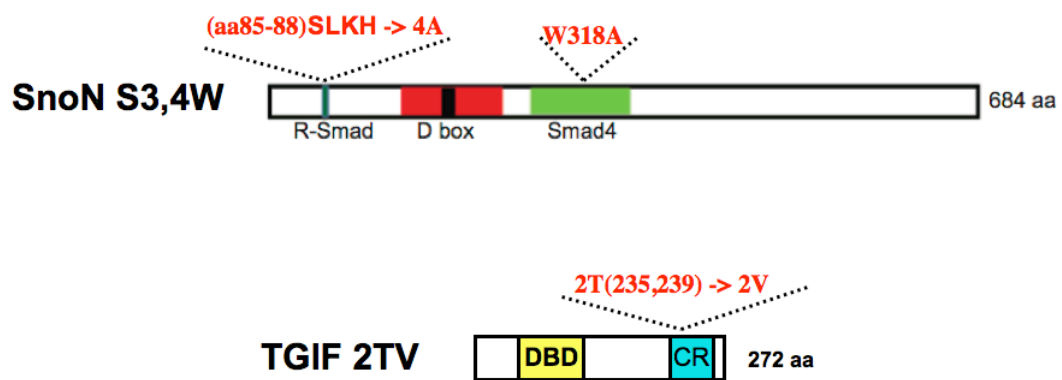 (aa85-88)SLKH -> 4A
W318A
SnoN S3,4W
684 aa
R-Smad
D box
Smad4
2T(235,239) -> 2V
TGIF 2TV
DBD
CR
272 aa